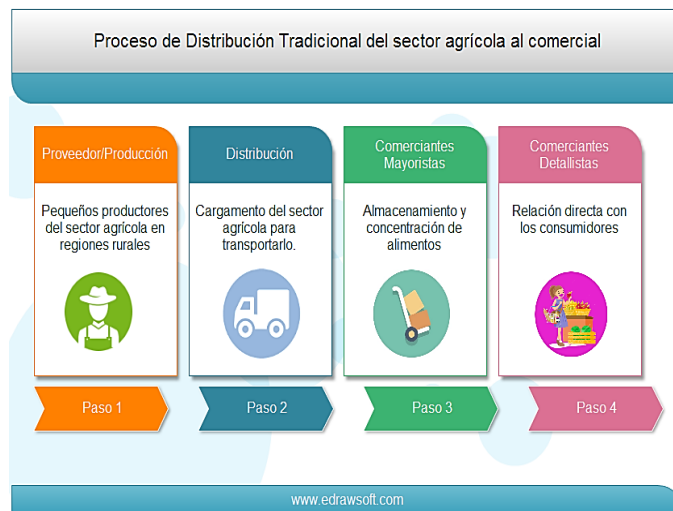 Proceso de Distribución Tradicional del sector agrícola al comercial
Proveedor/Producción
Pequeños productores
del sector agrícola en
regiones rurales
Paso 1
Distribución
Cargamento del sector
agrícola para
transportarlo.
Paso 2
Comerciantes
Mayoristas
Almacenamiento y
concentración de
alimentos
Paso 3
Comerciantes
Detallistas
Relación directa con
los consumidores
Paso 4
www.edrawsoft.com